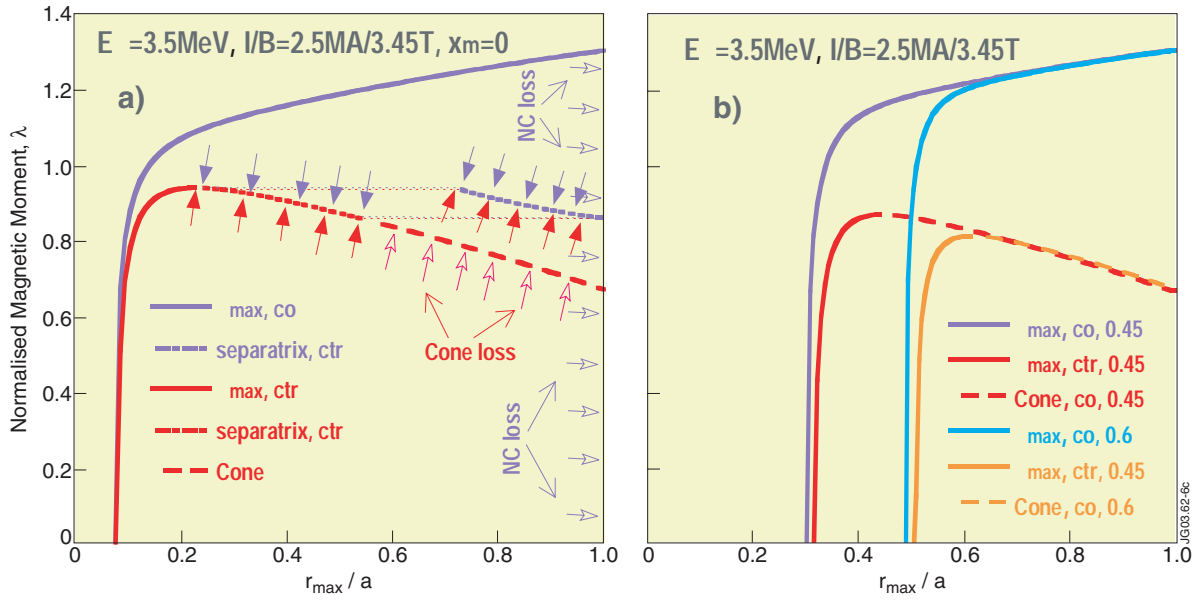 1.4
1.2
1.0
0.8
0.6
0.4
0.2
0
Normalised Magnetic Moment, λ
E =3.5MeV, I/B=2.5MA/3.45T, xm=0
a)
NC loss
Cone loss
NC loss
max, co
separatrix, ctr
max, ctr
separatrix, ctr
Cone
0 0.2 0.4 0.6 0.8 1.0
rmax / a
E =3.5MeV, I/B=2.5MA/3.45T
b)
max, co, 0.45
max, ctr, 0.45
Cone, co, 0.45
max, co, 0.6
max, ctr, 0.45
Cone, co, 0.6
0 0.2 0.4 0.6 0.8 1.0
rmax / a
JG03.62-6c